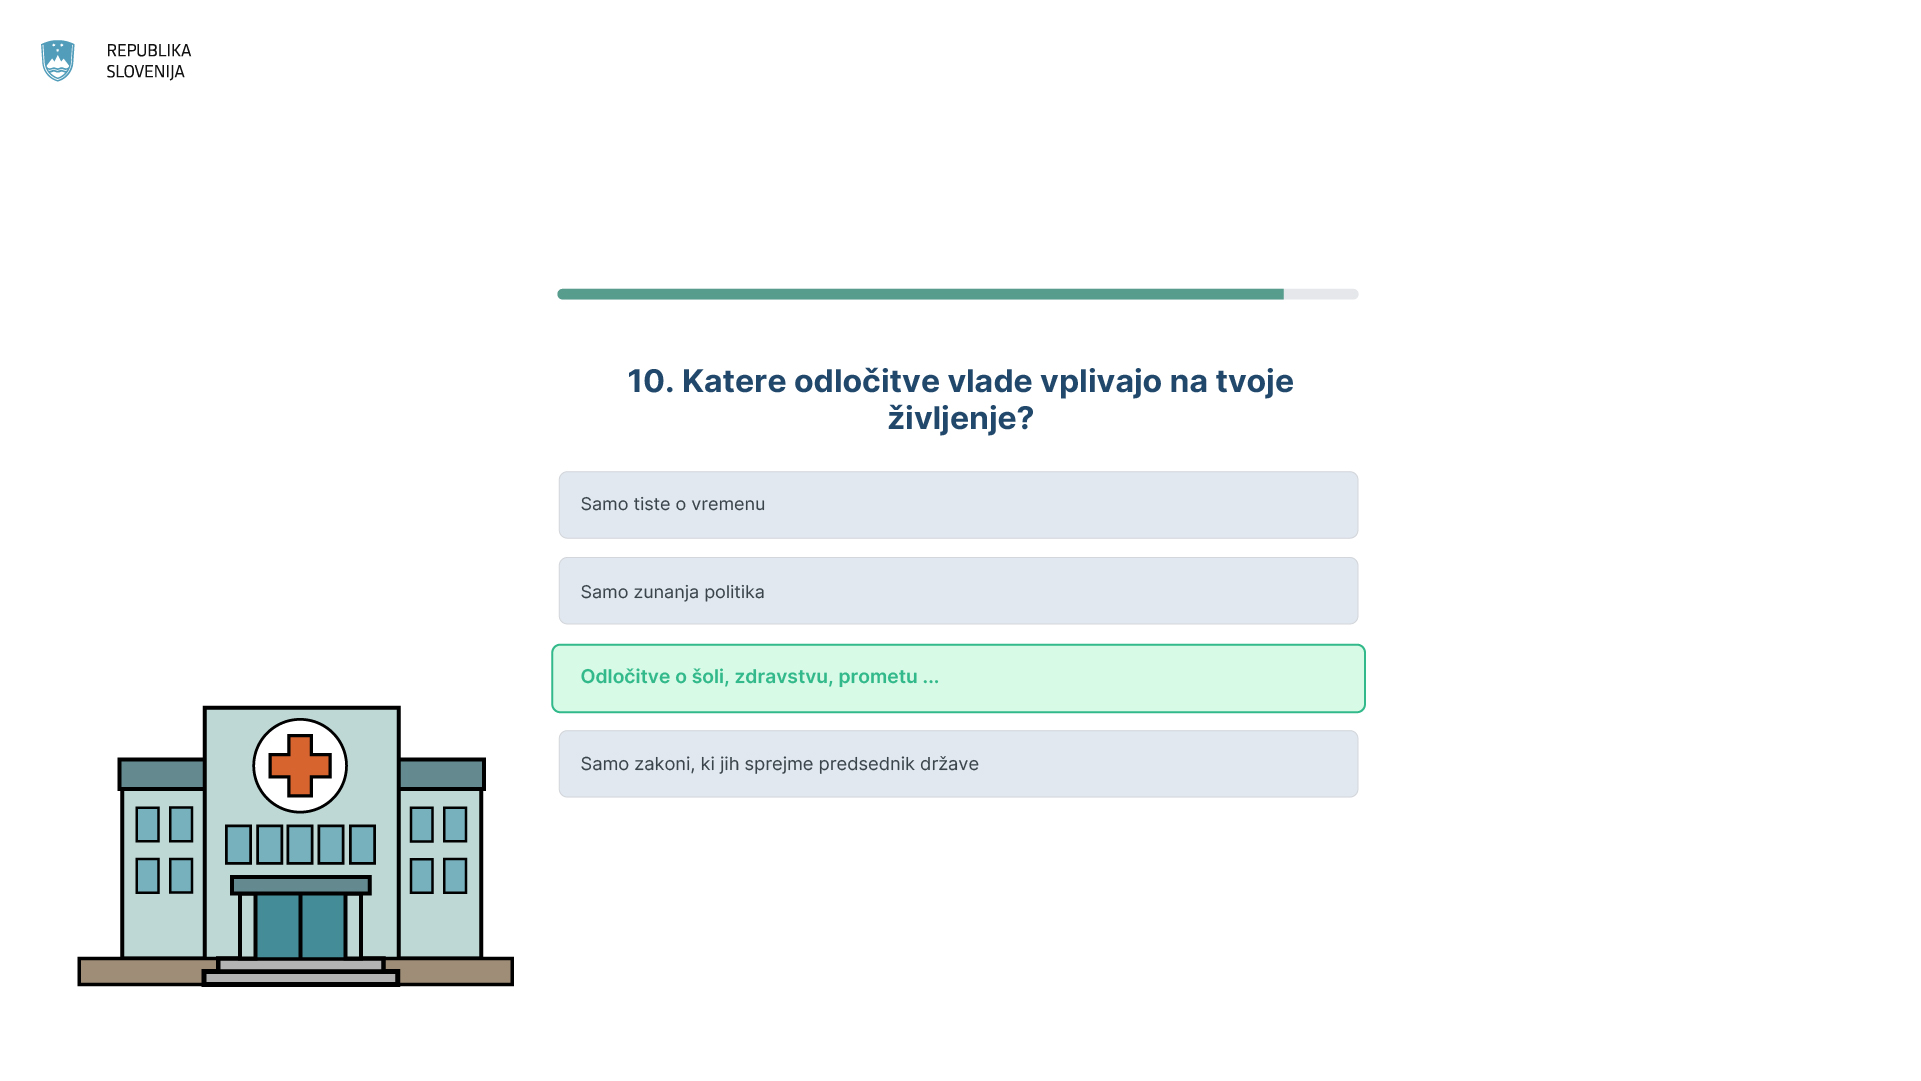 REPUBLIKA
SLOVENIJA
10. Katere odločitve vlade vplivajo na tvoje
življenje?
Samo tiste o vremenu
Samo zunanja politika
Odločitve o šoli, zdravstvu, prometu ...
Samo zakoni, ki jih sprejme predsednik države